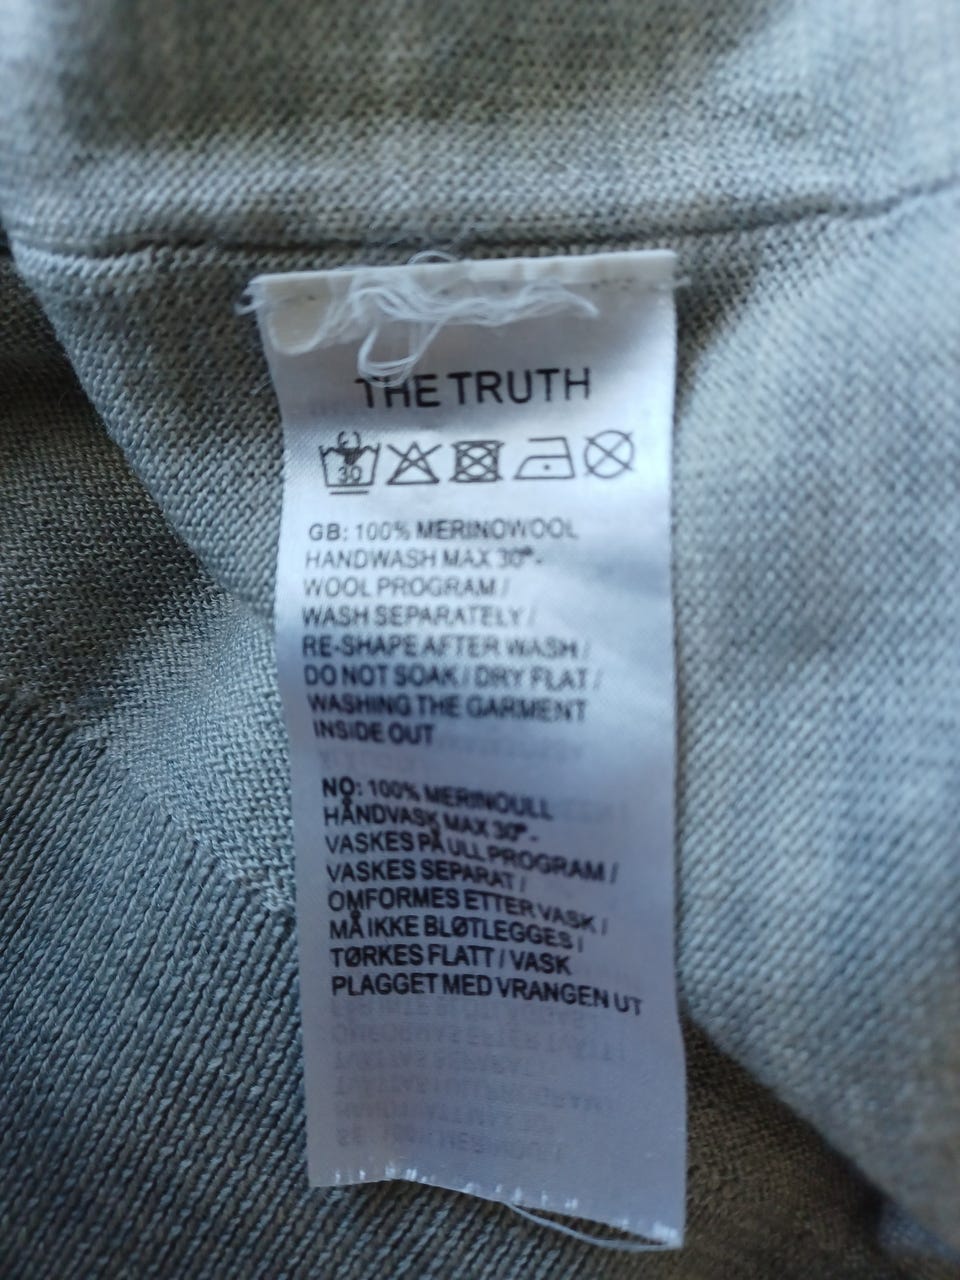 THE TRUTH
30
GB: 100% MERINOWOOL
HANDWASH MAX 30° -
WOOL PROGRAM /
WASH SEPARATELY /
RE-SHAPE AFTER WASH /
DO NOT SOAK / DRY FLAT /
WASHING THE GARMENT
INSIDE OUT
NO: 100% MERINOULL
HÅNDVASK MAX 30° -
VASKES PÅ ULL PROGRAM /
VASKES SEPARAT /
OMFORMES ETTER VASK /
MÅ IKKE BLØTLEGGES /
TØRKES FLATT / VASK
PLAGGET MED VRANGEN UT